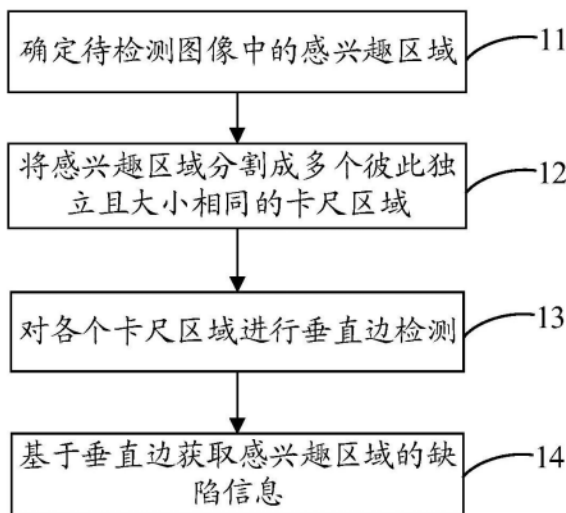 确定待检测图像中的感兴趣区域
11
将感兴趣区域分割成多个彼此独
立且大小相同的卡尺区域
12
对各个卡尺区域进行垂直边检测
13
基于垂直边获取感兴趣区域的缺
陷信息
14